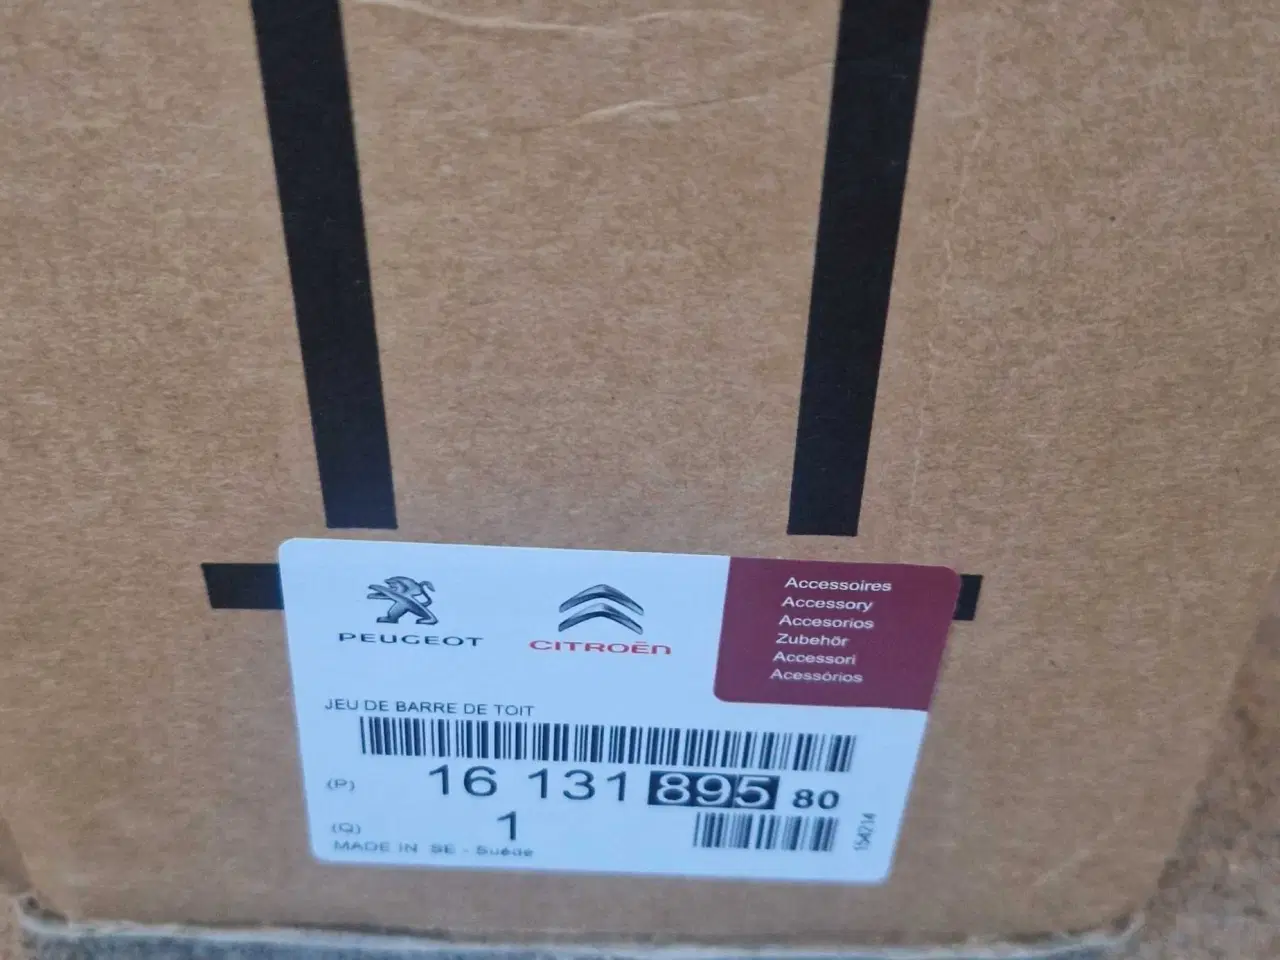 PEUGEOT
CITROËN
Accessoires
Accessory
Accesorios
Zubehör
Accessori
Acessórios
JEU DE BARRE DE TOIT
(P) 16 131 895 80
(Q) 1
MADE IN SE - Suède
154214